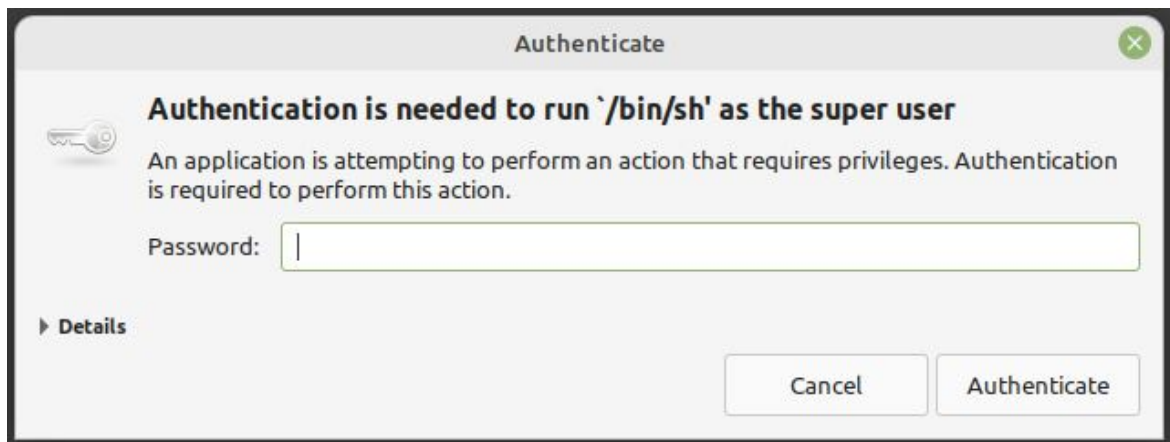 Authenticate
Authentication is needed to run `/bin/sh' as the super user
An application is attempting to perform an action that requires privileges. Authentication
is required to perform this action.
Password:
Details
Cancel
Authenticate